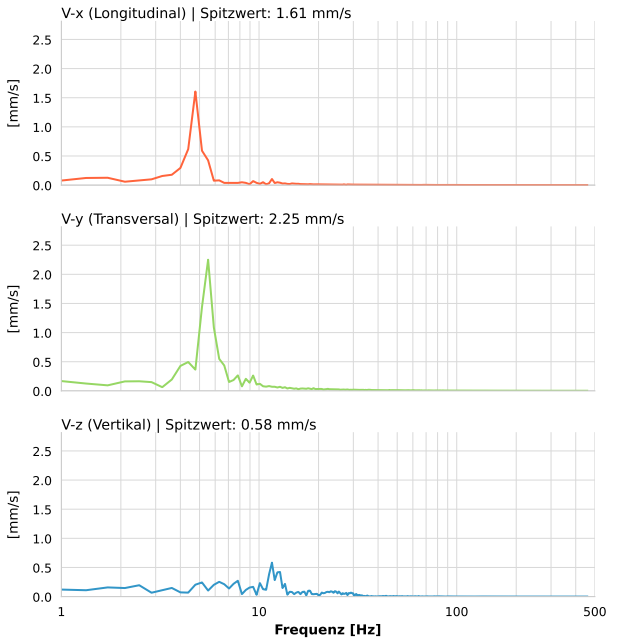 V-x (Longitudinal) | Spitzwert: 1.61 mm/s
2.5
2.0
1.5
1.0
0.5
0.0
[mm/s]
V-y (Transversal) | Spitzwert: 2.25 mm/s
2.5
2.0
1.5
1.0
0.5
0.0
[mm/s]
V-z (Vertikal) | Spitzwert: 0.58 mm/s
2.5
2.0
1.5
1.0
0.5
0.0
[mm/s]
1 10 100 500
Frequenz [Hz]